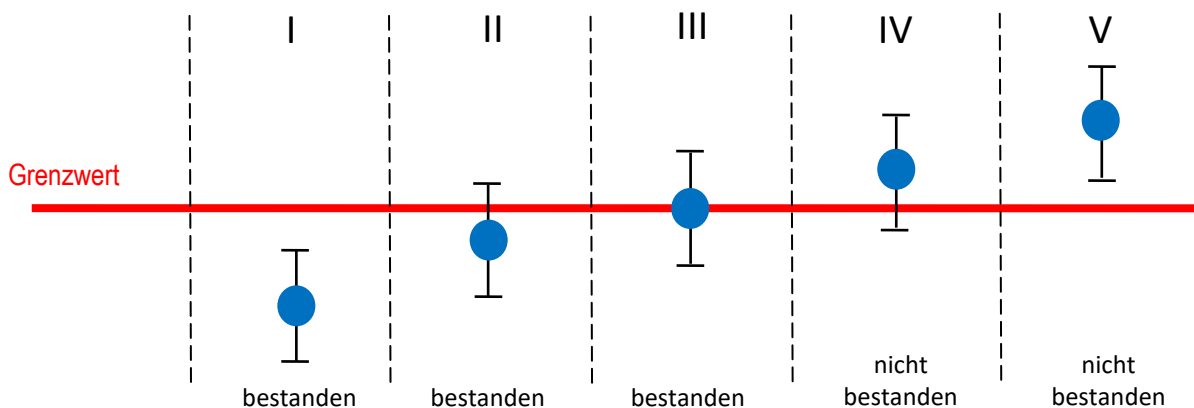 I
II
III
IV
V
Grenzwert
bestanden
bestanden
bestanden
nicht
bestanden
nicht
bestanden